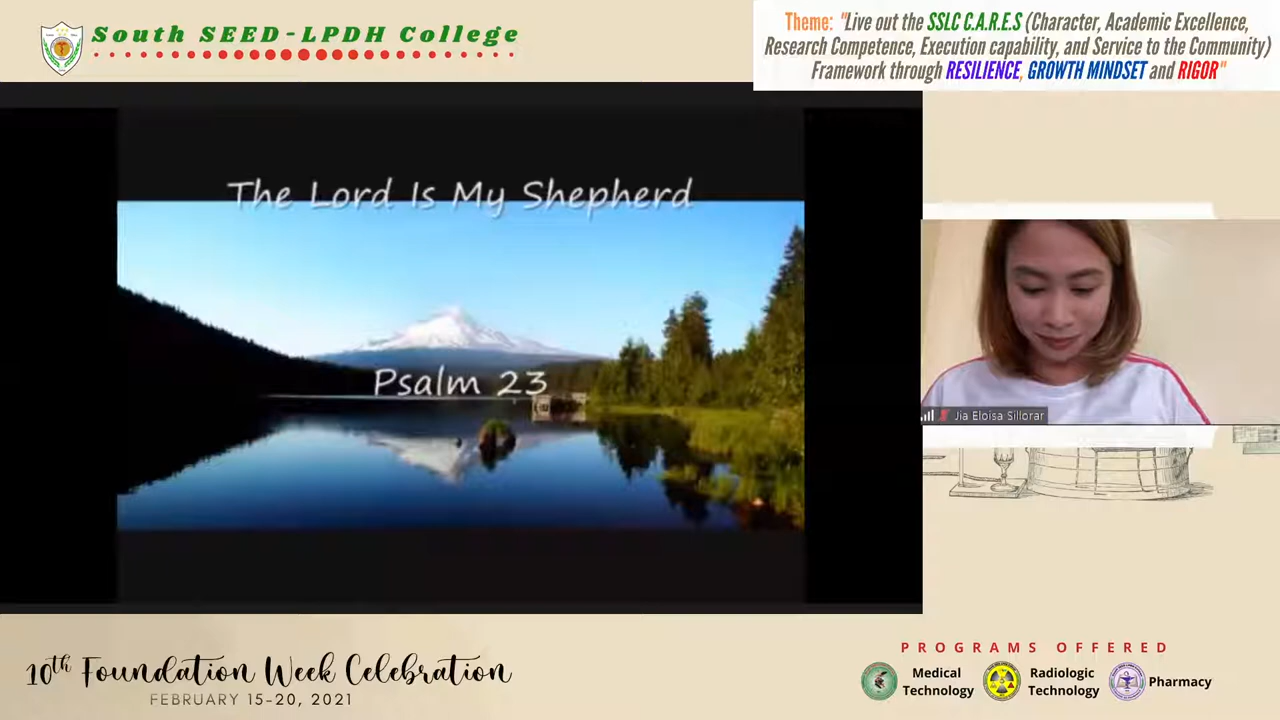 South SEED-LPDH College
Theme: "Live out the SSLC C.A.R.E.S (Character, Academic Excellence,
Research Competence, Execution capability, and Service to the Community)
Framework through RESILIENCE, GROWTH MINDSET and RIGOR"
The Lord Is My Shepherd
Psalm 23
Jia Eloisa Sillorar
10th Foundation Week Celebration
FEBRUARY 15-20, 2021
PROGRAMS OFFERED
Medical
Technology
Radiologic
Technology
Pharmacy